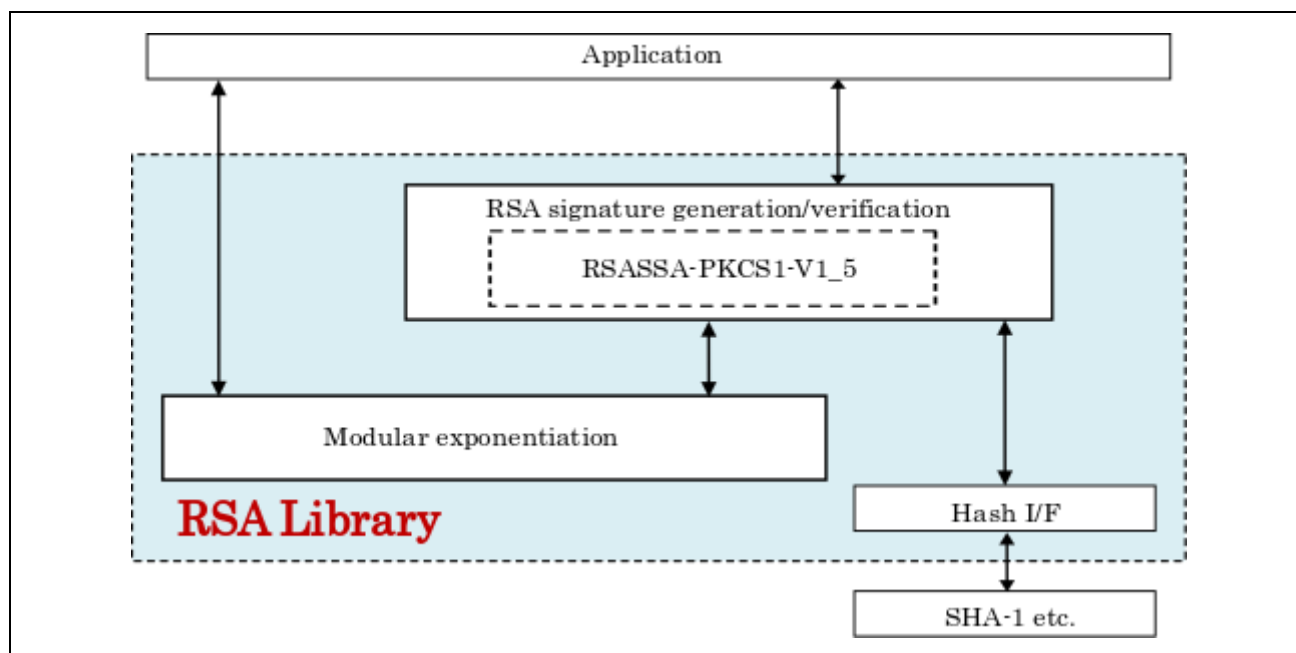 Application
RSA signature generation/verification
RSASSA-PKCS1-V1_5
Modular exponentiation
RSA Library
Hash I/F
SHA-1 etc.